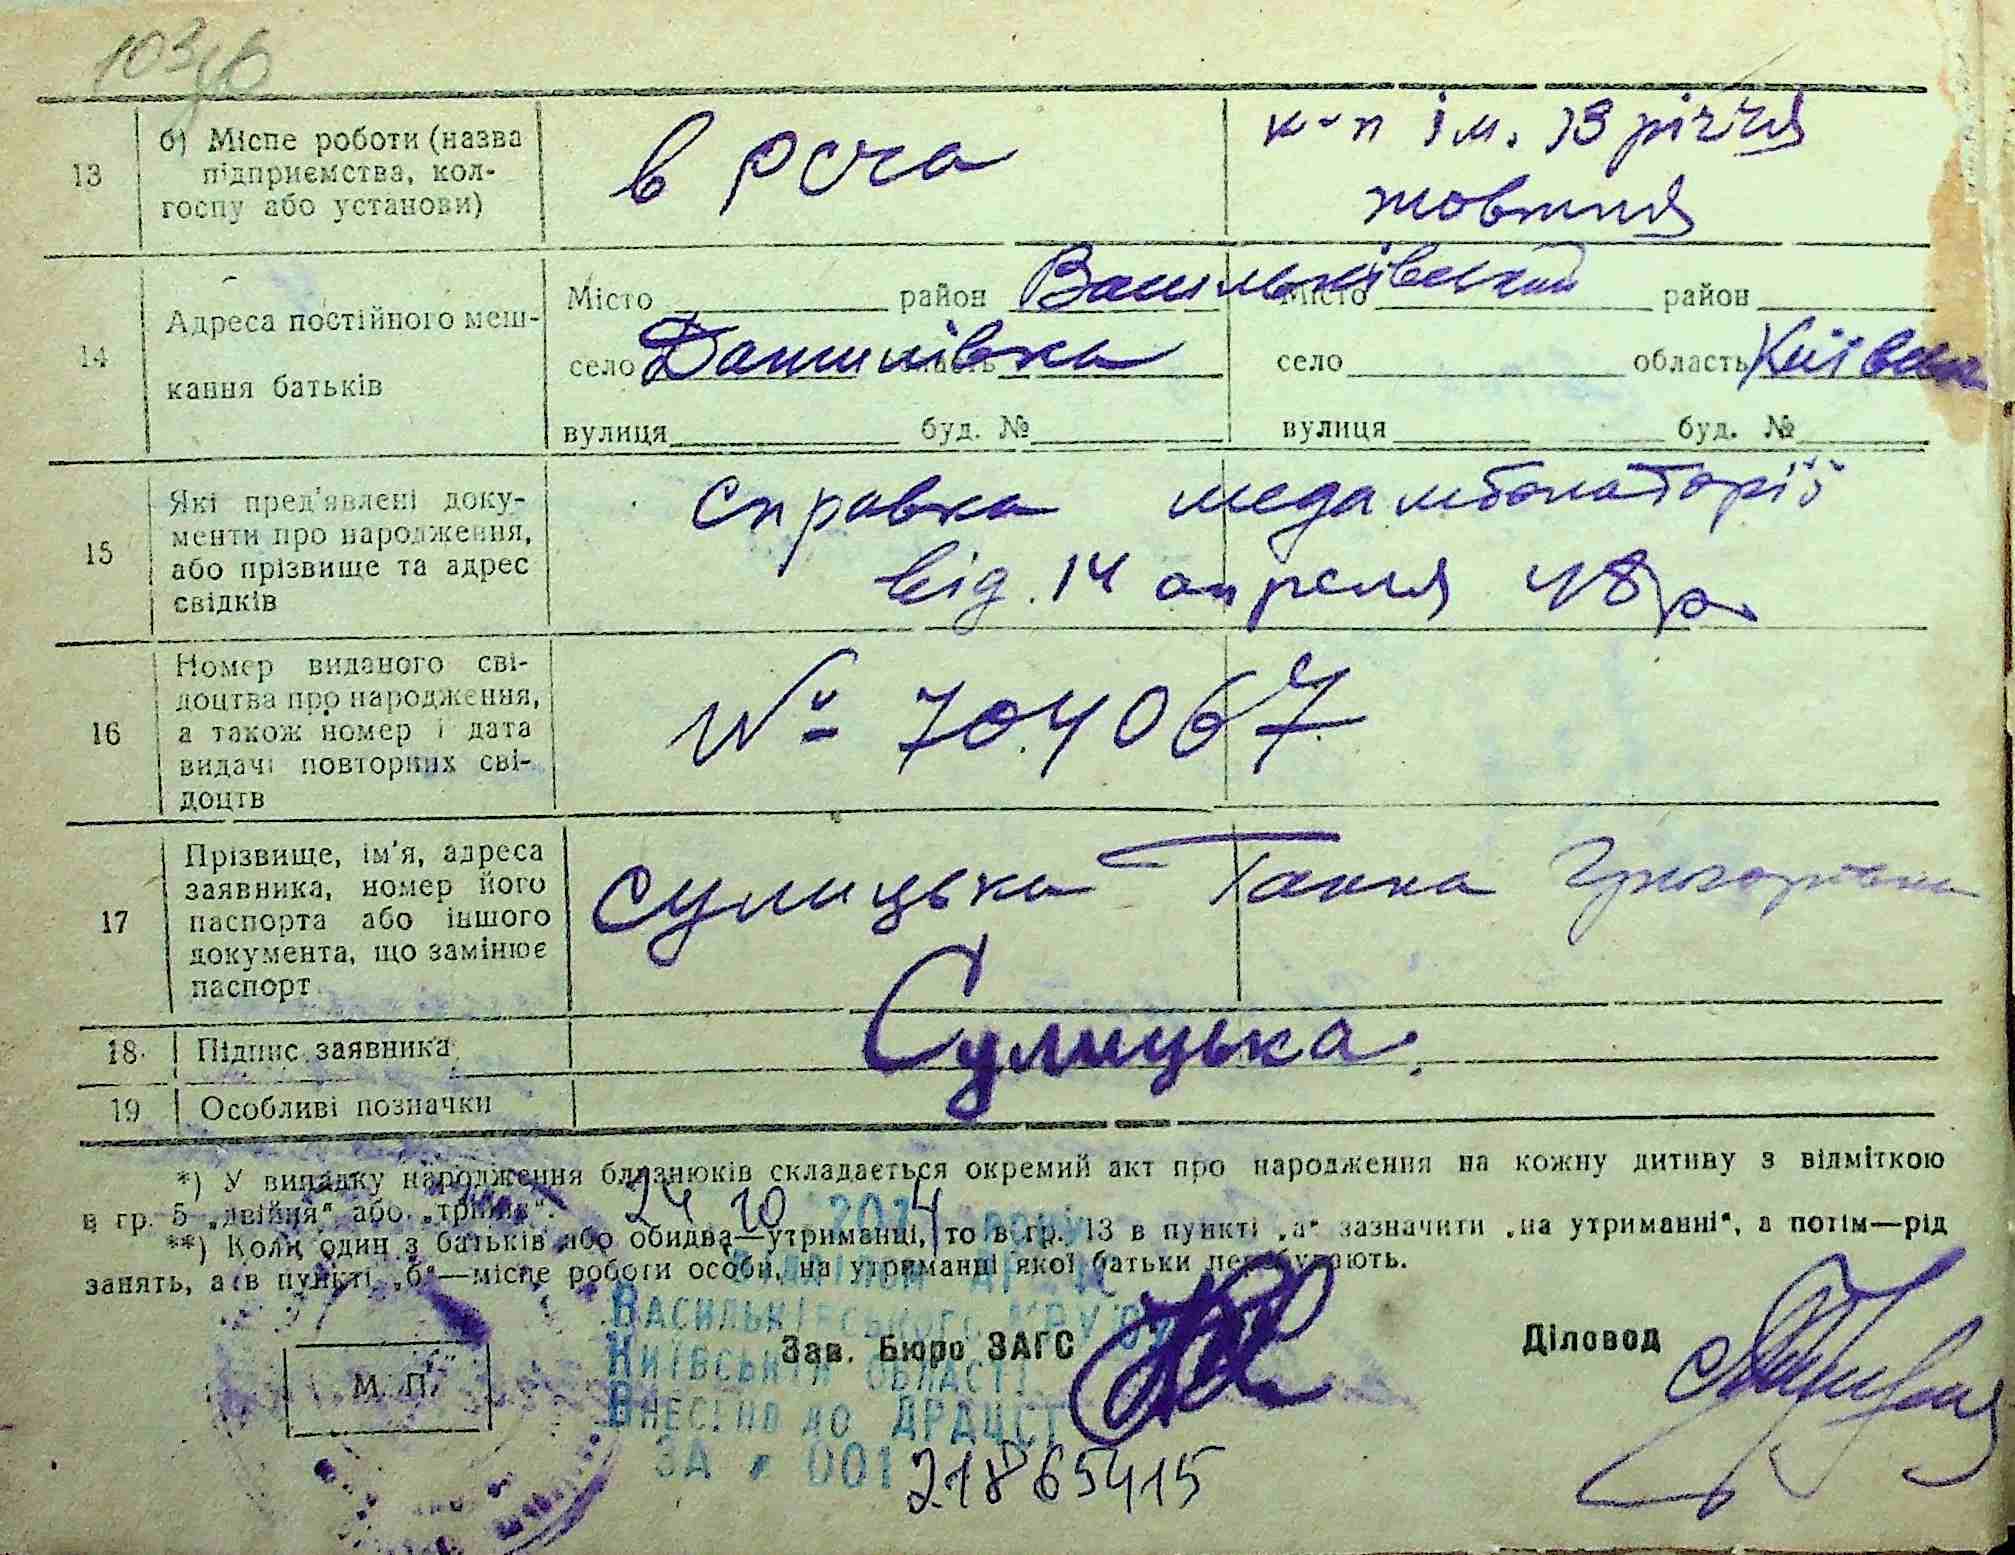 13 б) Місце роботи (назва підприємства, кол-
госпу або установи)
в РСЧА
к-п ім. 13 річчя
жовтня
14 Адреса постійного меш-
кання батьків
Місто район Васильківський Місто район
село Данилівка область село область Київська
вулиця буд. № вулиця буд. №
15 Які пред'явлені доку-
менти про народження,
або прізвище та адрес
свідків
Справка медамболаторії
від 14 апреля 48р
16 Номер виданого сві-
доцтва про народження,
а також номер і дата
видачі повторних сві-
доцтв
№ 704067
17 Прізвище, ім'я, адреса
заявника, номер його
паспорта або іншого
документа, що замінює
паспорт
Сулицька Ганна Григорівна
18 Підпис заявника
Сулицька.
19 Особливі позначки
*) У випадку народження близнюків складається окремий акт про народження на кожну дитину з відміткою
в гр. 5 „двійня“ або „трійня“.
24 10 2014 року
**) Коли один з батьків або обидва—утриманці, то в гр. 13 в пункті „а“ зазначити „на утриманні“, а потім—рід
занять, а в пункті „б“—місце роботи особи, на утриманні якої батьки перебувають.
Васильківського МРУЮ
Київській області
Внесено до ДРАЦСГ
за № 00121865415
Зав. Бюро ЗАГС
Діловод
М. П.